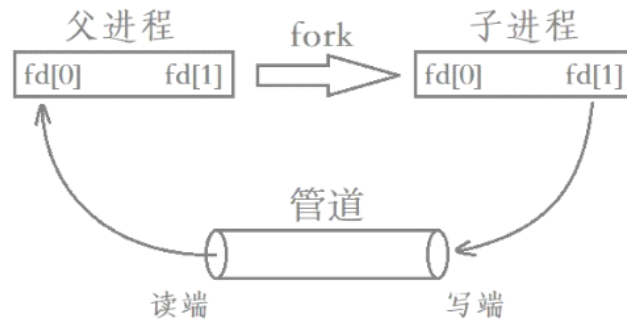 父进程 fork 子进程
fd[0] fd[1] fd[0] fd[1]
管道
读端 写端